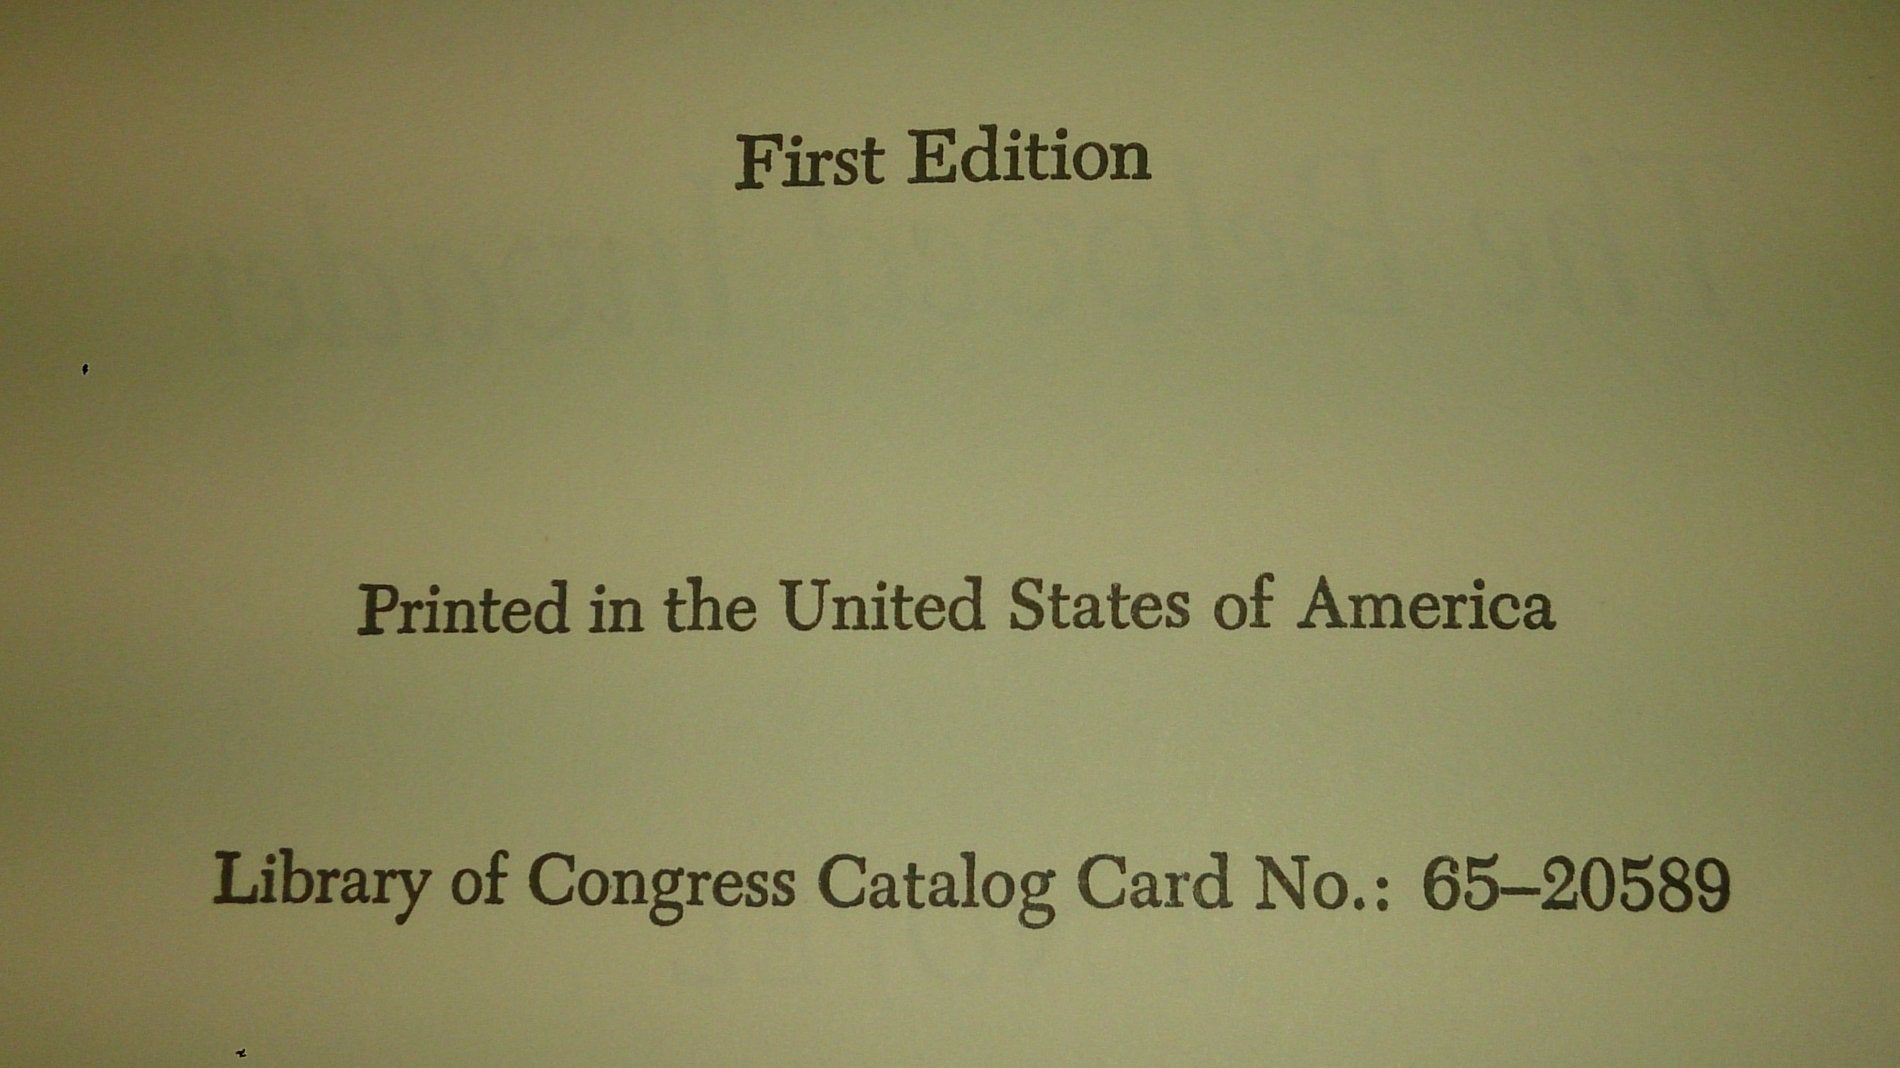 First Edition
Printed in the United States of America
Library of Congress Catalog Card No.: 65–20589